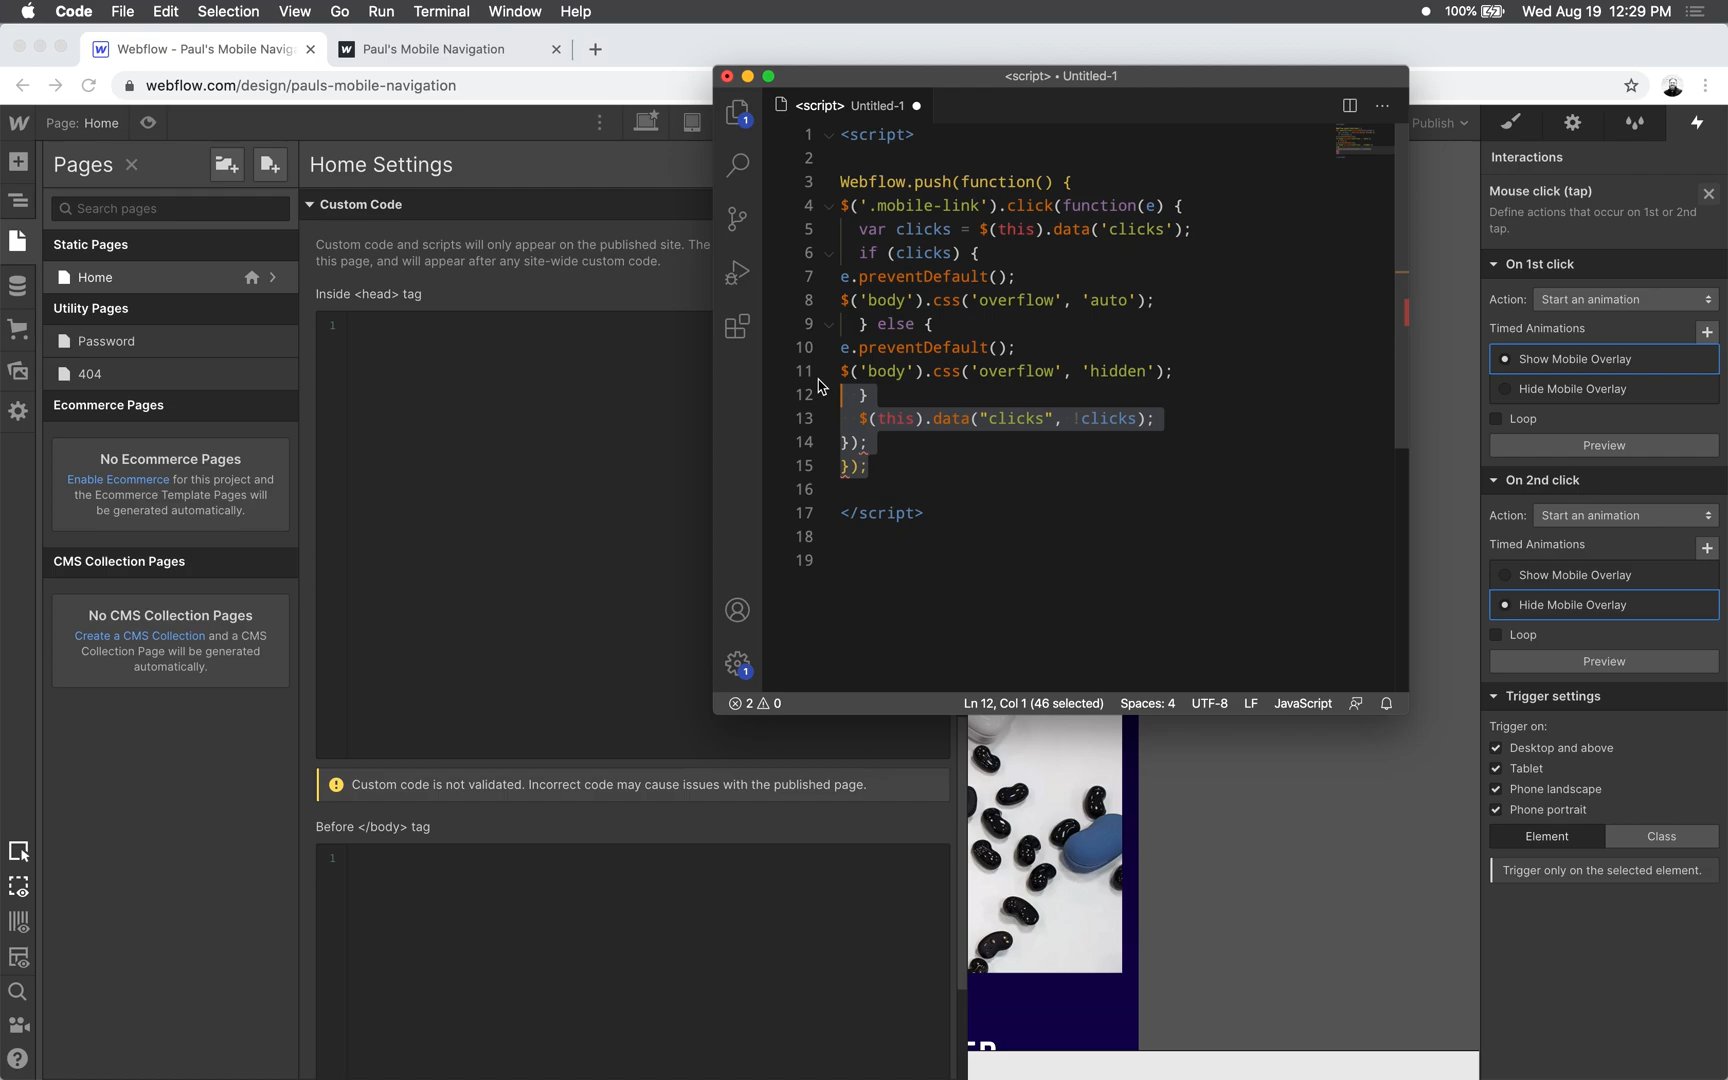 Code File Edit Selection View Go Run Terminal Window Help
100% Wed Aug 19 12:29 PM
Webflow - Paul's Mobile Navig
Paul's Mobile Navigation
webflow.com/design/pauls-mobile-navigation
<script> • Untitled-1
<script> Untitled-1
Page: Home
Publish
Pages
Search pages
Static Pages
Home
Utility Pages
Password
404
Ecommerce Pages
No Ecommerce Pages
Enable Ecommerce for this project and
the Ecommerce Template Pages will
be generated automatically.
CMS Collection Pages
No CMS Collection Pages
Create a CMS Collection and a CMS
Collection Page will be generated
automatically.
Home Settings
Custom Code
Custom code and scripts will only appear on the published site. The
this page, and will appear after any site-wide custom code.
Inside <head> tag
1
Custom code is not validated. Incorrect code may cause issues with the published page.
Before </body> tag
1
1
1
1 <script>
2
3 Webflow.push(function() {
4 $('.mobile-link').click(function(e) {
5 var clicks = $(this).data('clicks');
6 if (clicks) {
7 e.preventDefault();
8 $('body').css('overflow', 'auto');
9 } else {
10 e.preventDefault();
11 $('body').css('overflow', 'hidden');
12 }
13 $(this).data("clicks", !clicks);
14 });
15 });
16
17 </script>
18
19
2 0
Ln 12, Col 1 (46 selected) Spaces: 4 UTF-8 LF JavaScript
Interactions
Mouse click (tap)
Define actions that occur on 1st or 2nd
tap.
On 1st click
Action: Start an animation
Timed Animations
Show Mobile Overlay
Hide Mobile Overlay
Loop
Preview
On 2nd click
Action: Start an animation
Timed Animations
Show Mobile Overlay
Hide Mobile Overlay
Loop
Preview
Trigger settings
Trigger on:
Desktop and above
Tablet
Phone landscape
Phone portrait
Element Class
Trigger only on the selected element.